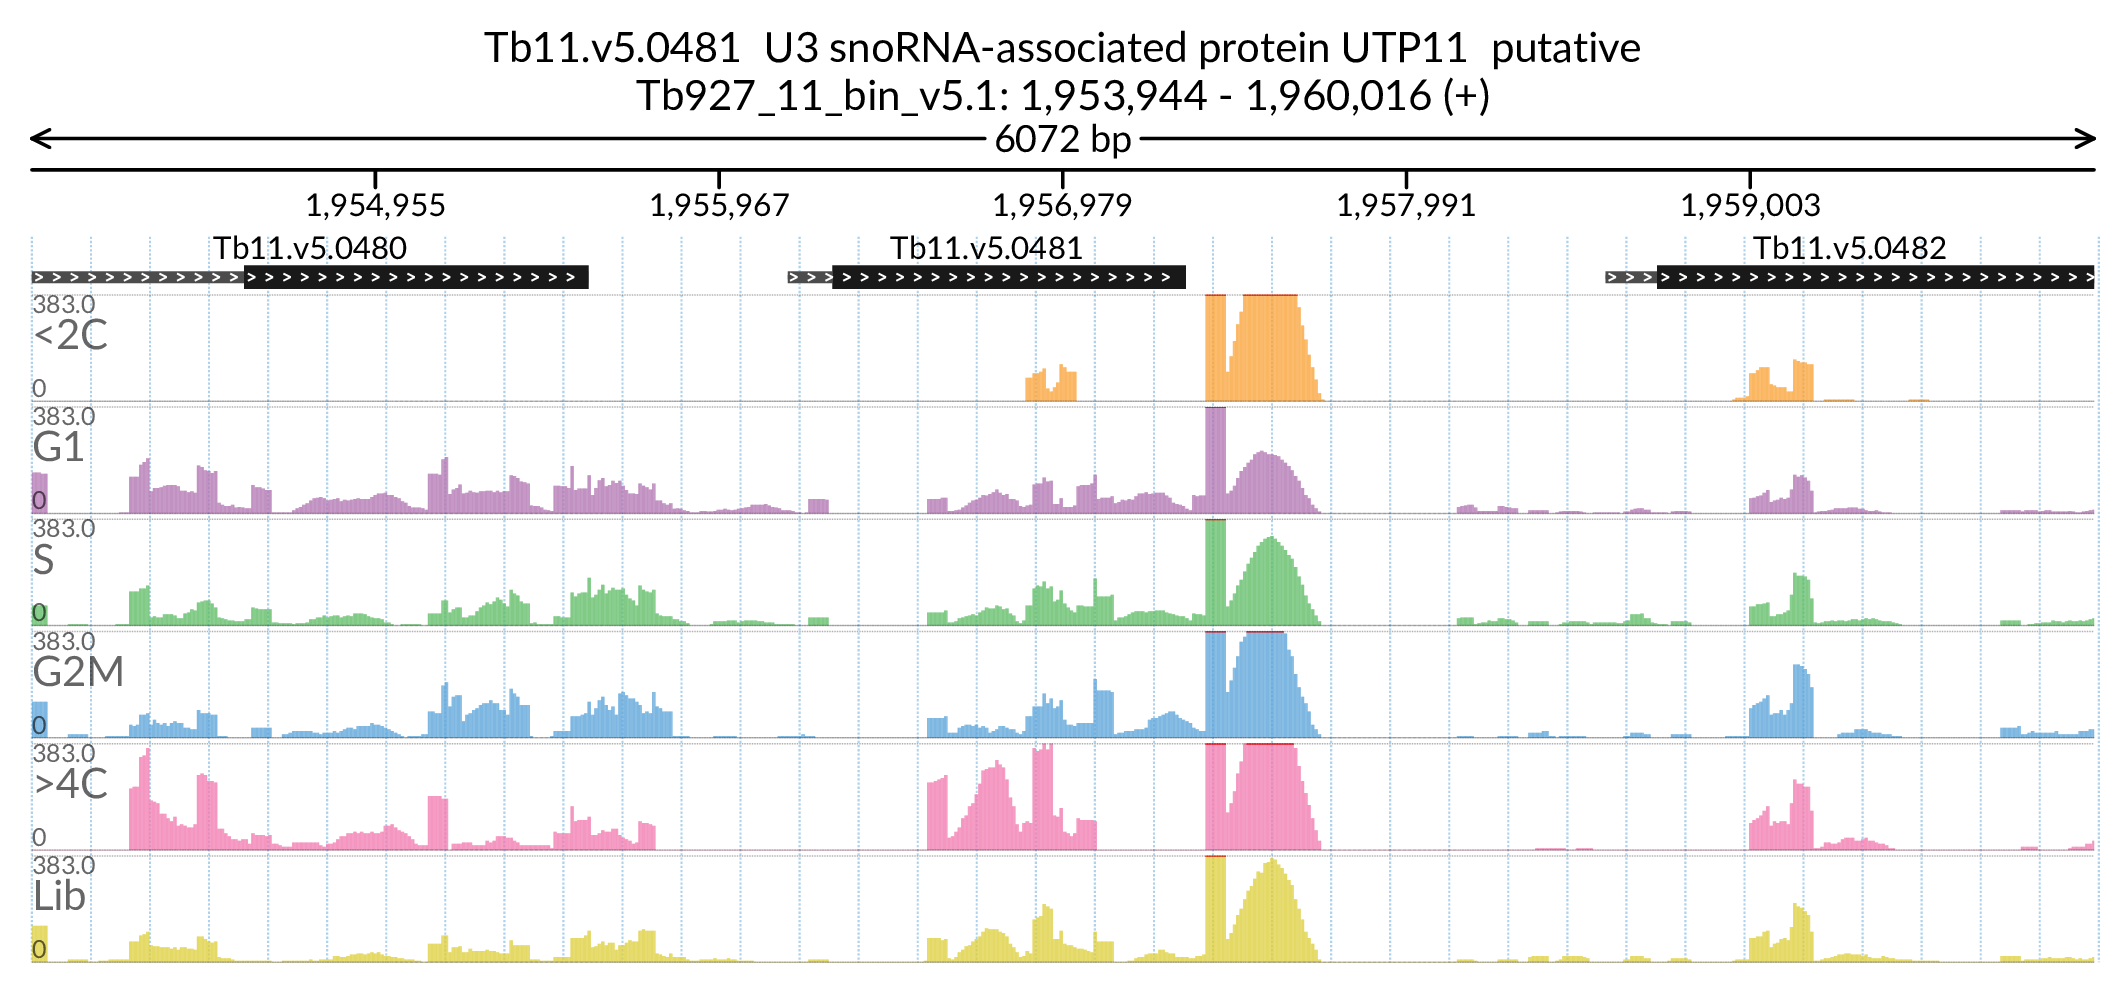 Tb11.v5.0481 U3 snoRNA-associated protein UTP11 putative
Tb927_11_bin_v5.1: 1,953,944 - 1,960,016 (+)
6072 bp
1,954,955 1,955,967 1,956,979 1,957,991 1,959,003
Tb11.v5.0480 Tb11.v5.0481 Tb11.v5.0482
383.0
<2C
0
383.0
G1
0
383.0
S
0
383.0
G2M
0
383.0
>4C
0
383.0
Lib
0